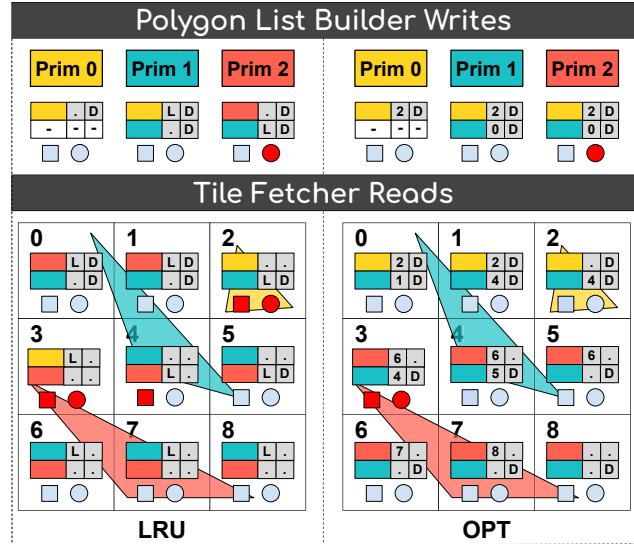 Polygon List Builder Writes
Prim 0 Prim 1 Prim 2 Prim 0 Prim 1 Prim 2
. D L D . D 2 D 2 D 2 D
- - - . D L D - - - 0 D 0 D
Tile Fetcher Reads
0 1 2 0 1 2
L D L D . . 2 D 2 D . D
. D . D L D 1 D 4 D 4 D
3 4 5 3 4 5
L . . . . . 6 . 6 . 6 .
. . L . L D 4 D 5 D . D
6 7 8 6 7 8
L . L . L . 7 . 8 . . .
. . . . . . . D . D . D
LRU OPT